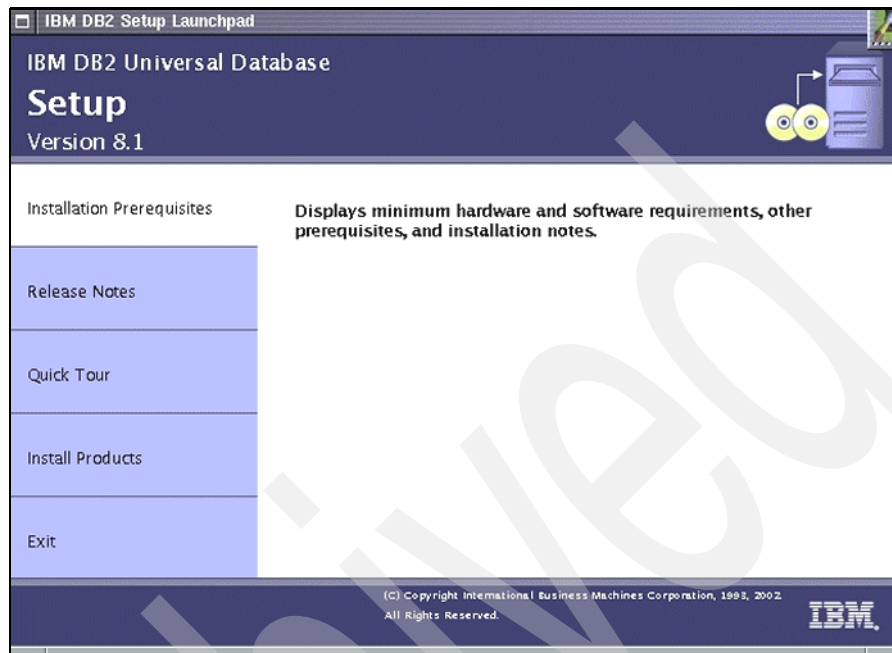 IBM DB2 Setup Launchpad
IBM DB2 Universal Database
Setup
Version 8.1
Installation Prerequisites
Displays minimum hardware and software requirements, other
prerequisites, and installation notes.
Release Notes
Quick Tour
Install Products
Exit
(C) Copyright International Business Machines Corporation, 1993, 2002
All Rights Reserved.
IBM.